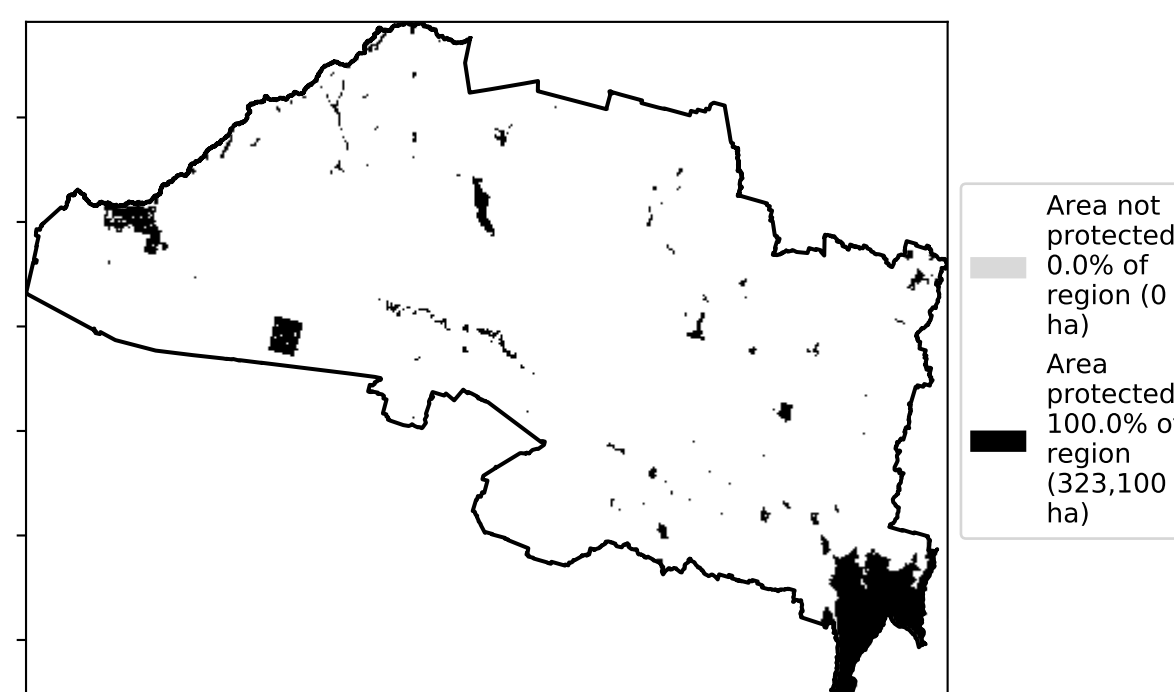 Area not
protected
0.0% of
region (0
ha)
Area
protected
100.0% of
region
(323,100
ha)